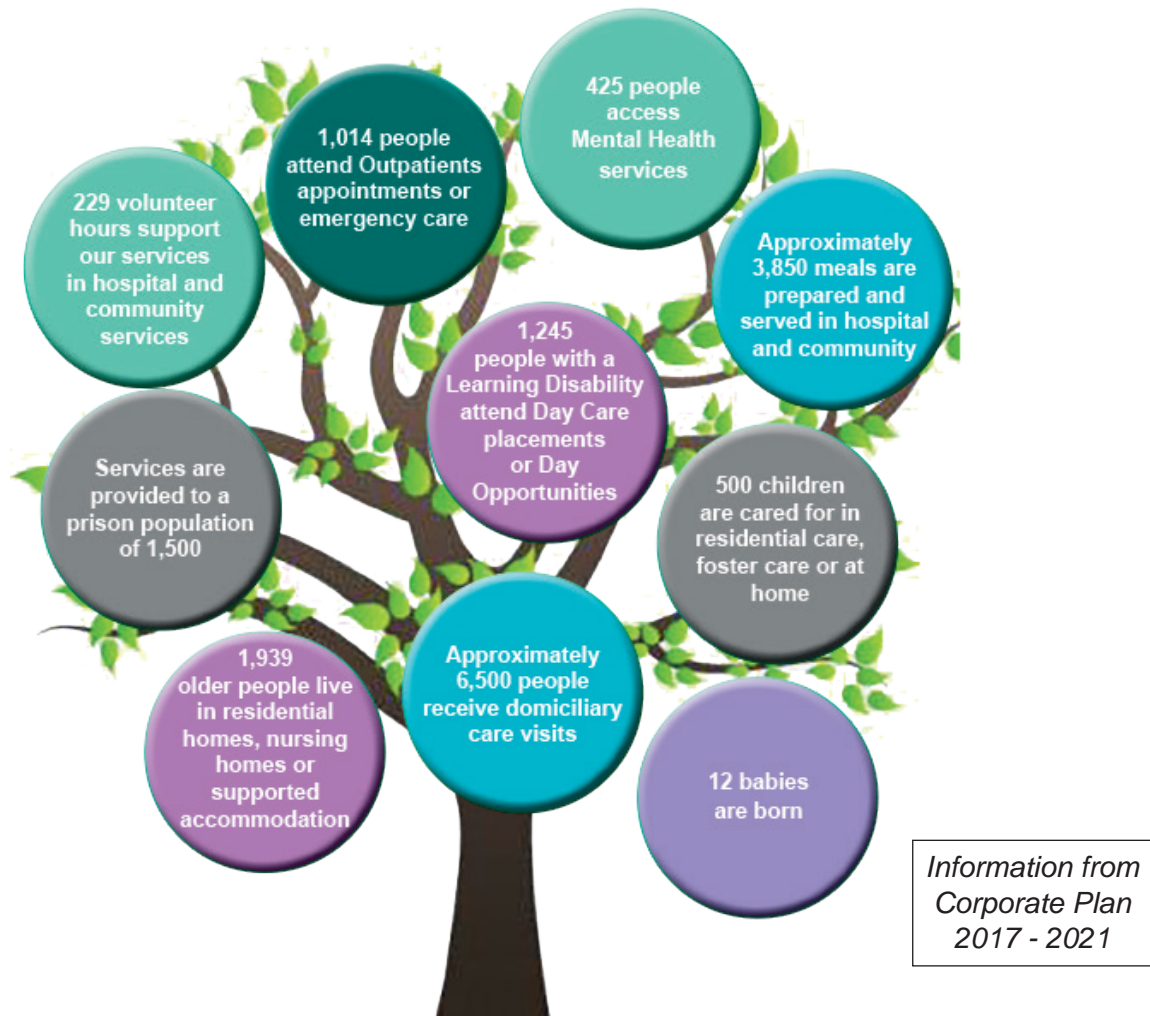 425 people
access
Mental Health
services
1,014 people
attend Outpatients
appointments or
emergency care
229 volunteer
hours support
our services
in hospital and
community
services
Approximately
3,850 meals are
prepared and
served in hospital
and community
1,245
people with a
Learning Disability
attend Day Care
placements
or Day
Opportunities
Services are
provided to a
prison population
of 1,500
500 children
are cared for in
residential care,
foster care or at
home
1,939
older people live
in residential
homes, nursing
homes or
supported
accommodation
Approximately
6,500 people
receive domiciliary
care visits
12 babies
are born
Information from
Corporate Plan
2017 - 2021